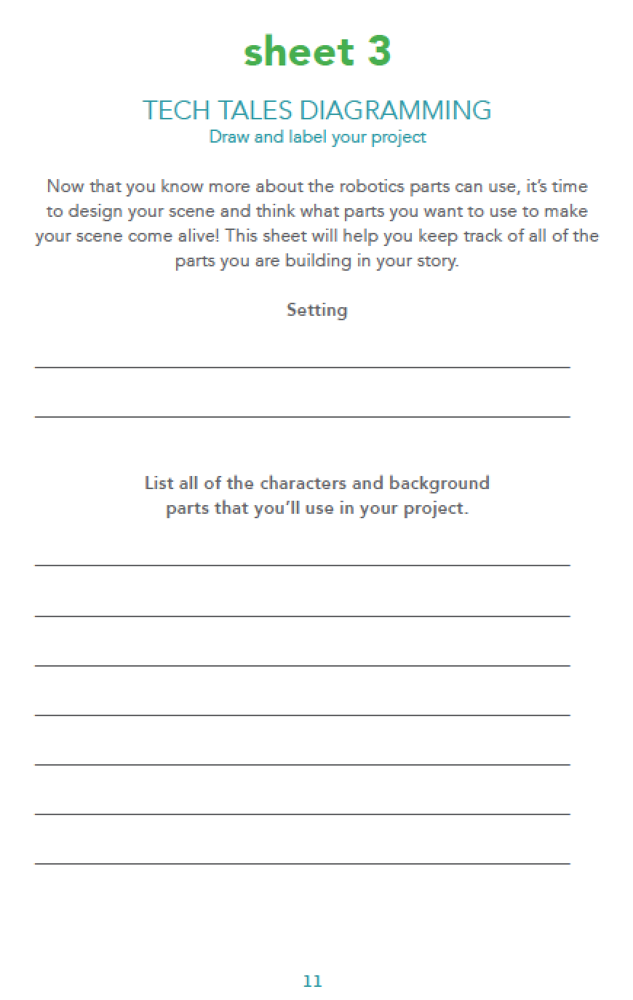 sheet 3
TECH TALES DIAGRAMMING
Draw and label your project
Now that you know more about the robotics parts can use, it’s time
to design your scene and think what parts you want to use to make
your scene come alive! This sheet will help you keep track of all of the
parts you are building in your story.
Setting
List all of the characters and background
parts that you’ll use in your project.
11